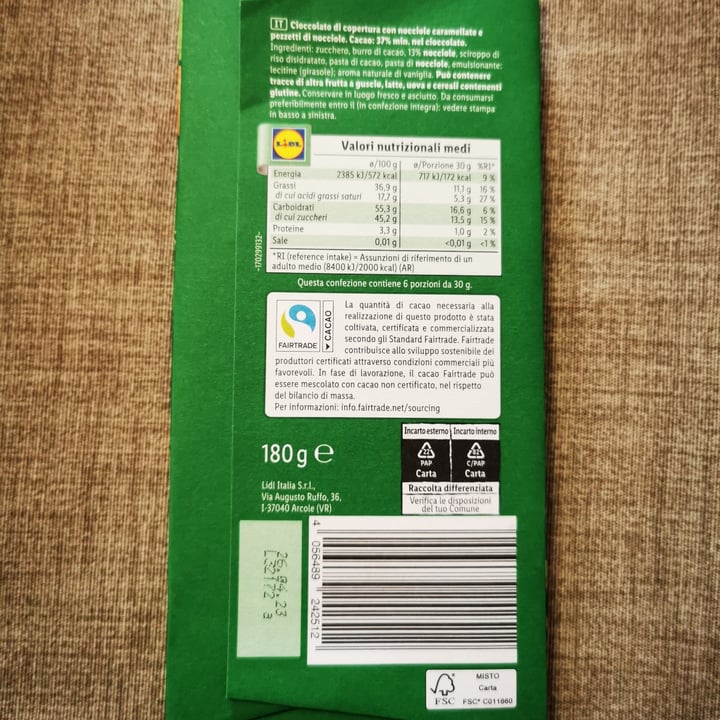 IT Cioccolato di copertura con nocciole caramellate e
pezzetti di nocciole. Cacao: 37% min. nel cioccolato.
Ingredienti: zucchero, burro di cacao, 13% nocciole, sciroppo di
riso disidratato, pasta di cacao, pasta di nocciole, emulsionante:
lecitine (girasole); aroma naturale di vaniglia. Può contenere
tracce di altra frutta a guscio, latte, uova e cereali contenenti
glutine. Conservare in luogo fresco e asciutto. Da consumarsi
preferibilmente entro il (in confezione integra): vedere stampa
in basso a sinistra.
LIDL
Valori nutrizionali medi
ø/100 g ø/Porzione 30 g %RI*
Energia 2385 kJ/572 kcal 717 kJ/172 kcal 9 %
Grassi 36,9 g 11,1 g 16 %
di cui acidi grassi saturi 17,7 g 5,3 g 27 %
Carboidrati 55,3 g 16,6 g 6 %
di cui zuccheri 45,2 g 13,5 g 15 %
Proteine 3,3 g 1,0 g 2 %
Sale 0,01 g <0,01 g <1 %
*RI (reference intake) = Assunzioni di riferimento di un
adulto medio (8400 kJ/2000 kcal) (AR)
-170299132-
Questa confezione contiene 6 porzioni da 30 g.
FAIRTRADE
CACAO
La quantità di cacao necessaria alla
realizzazione di questo prodotto è stata
coltivata, certificata e commercializzata
secondo gli Standard Fairtrade. Fairtrade
contribuisce allo sviluppo sostenibile dei
produttori certificati attraverso condizioni commerciali più
favorevoli. In fase di lavorazione, il cacao Fairtrade può
essere mescolato con cacao non certificato, nel rispetto
del bilancio di massa.
Per informazioni: info.fairtrade.net/sourcing
180 g e
Lidl Italia S.r.l.,
Via Augusto Ruffo, 36,
I-37040 Arcole (VR)
Incarto esterno Incarto interno
22 82
PAP C/PAP
Carta Carta
Raccolta differenziata
Verifica le disposizioni
del tuo Comune
26.04.23
L32172 a
4 056489 242512
FSC
MISTO
Carta
FSC® C011660